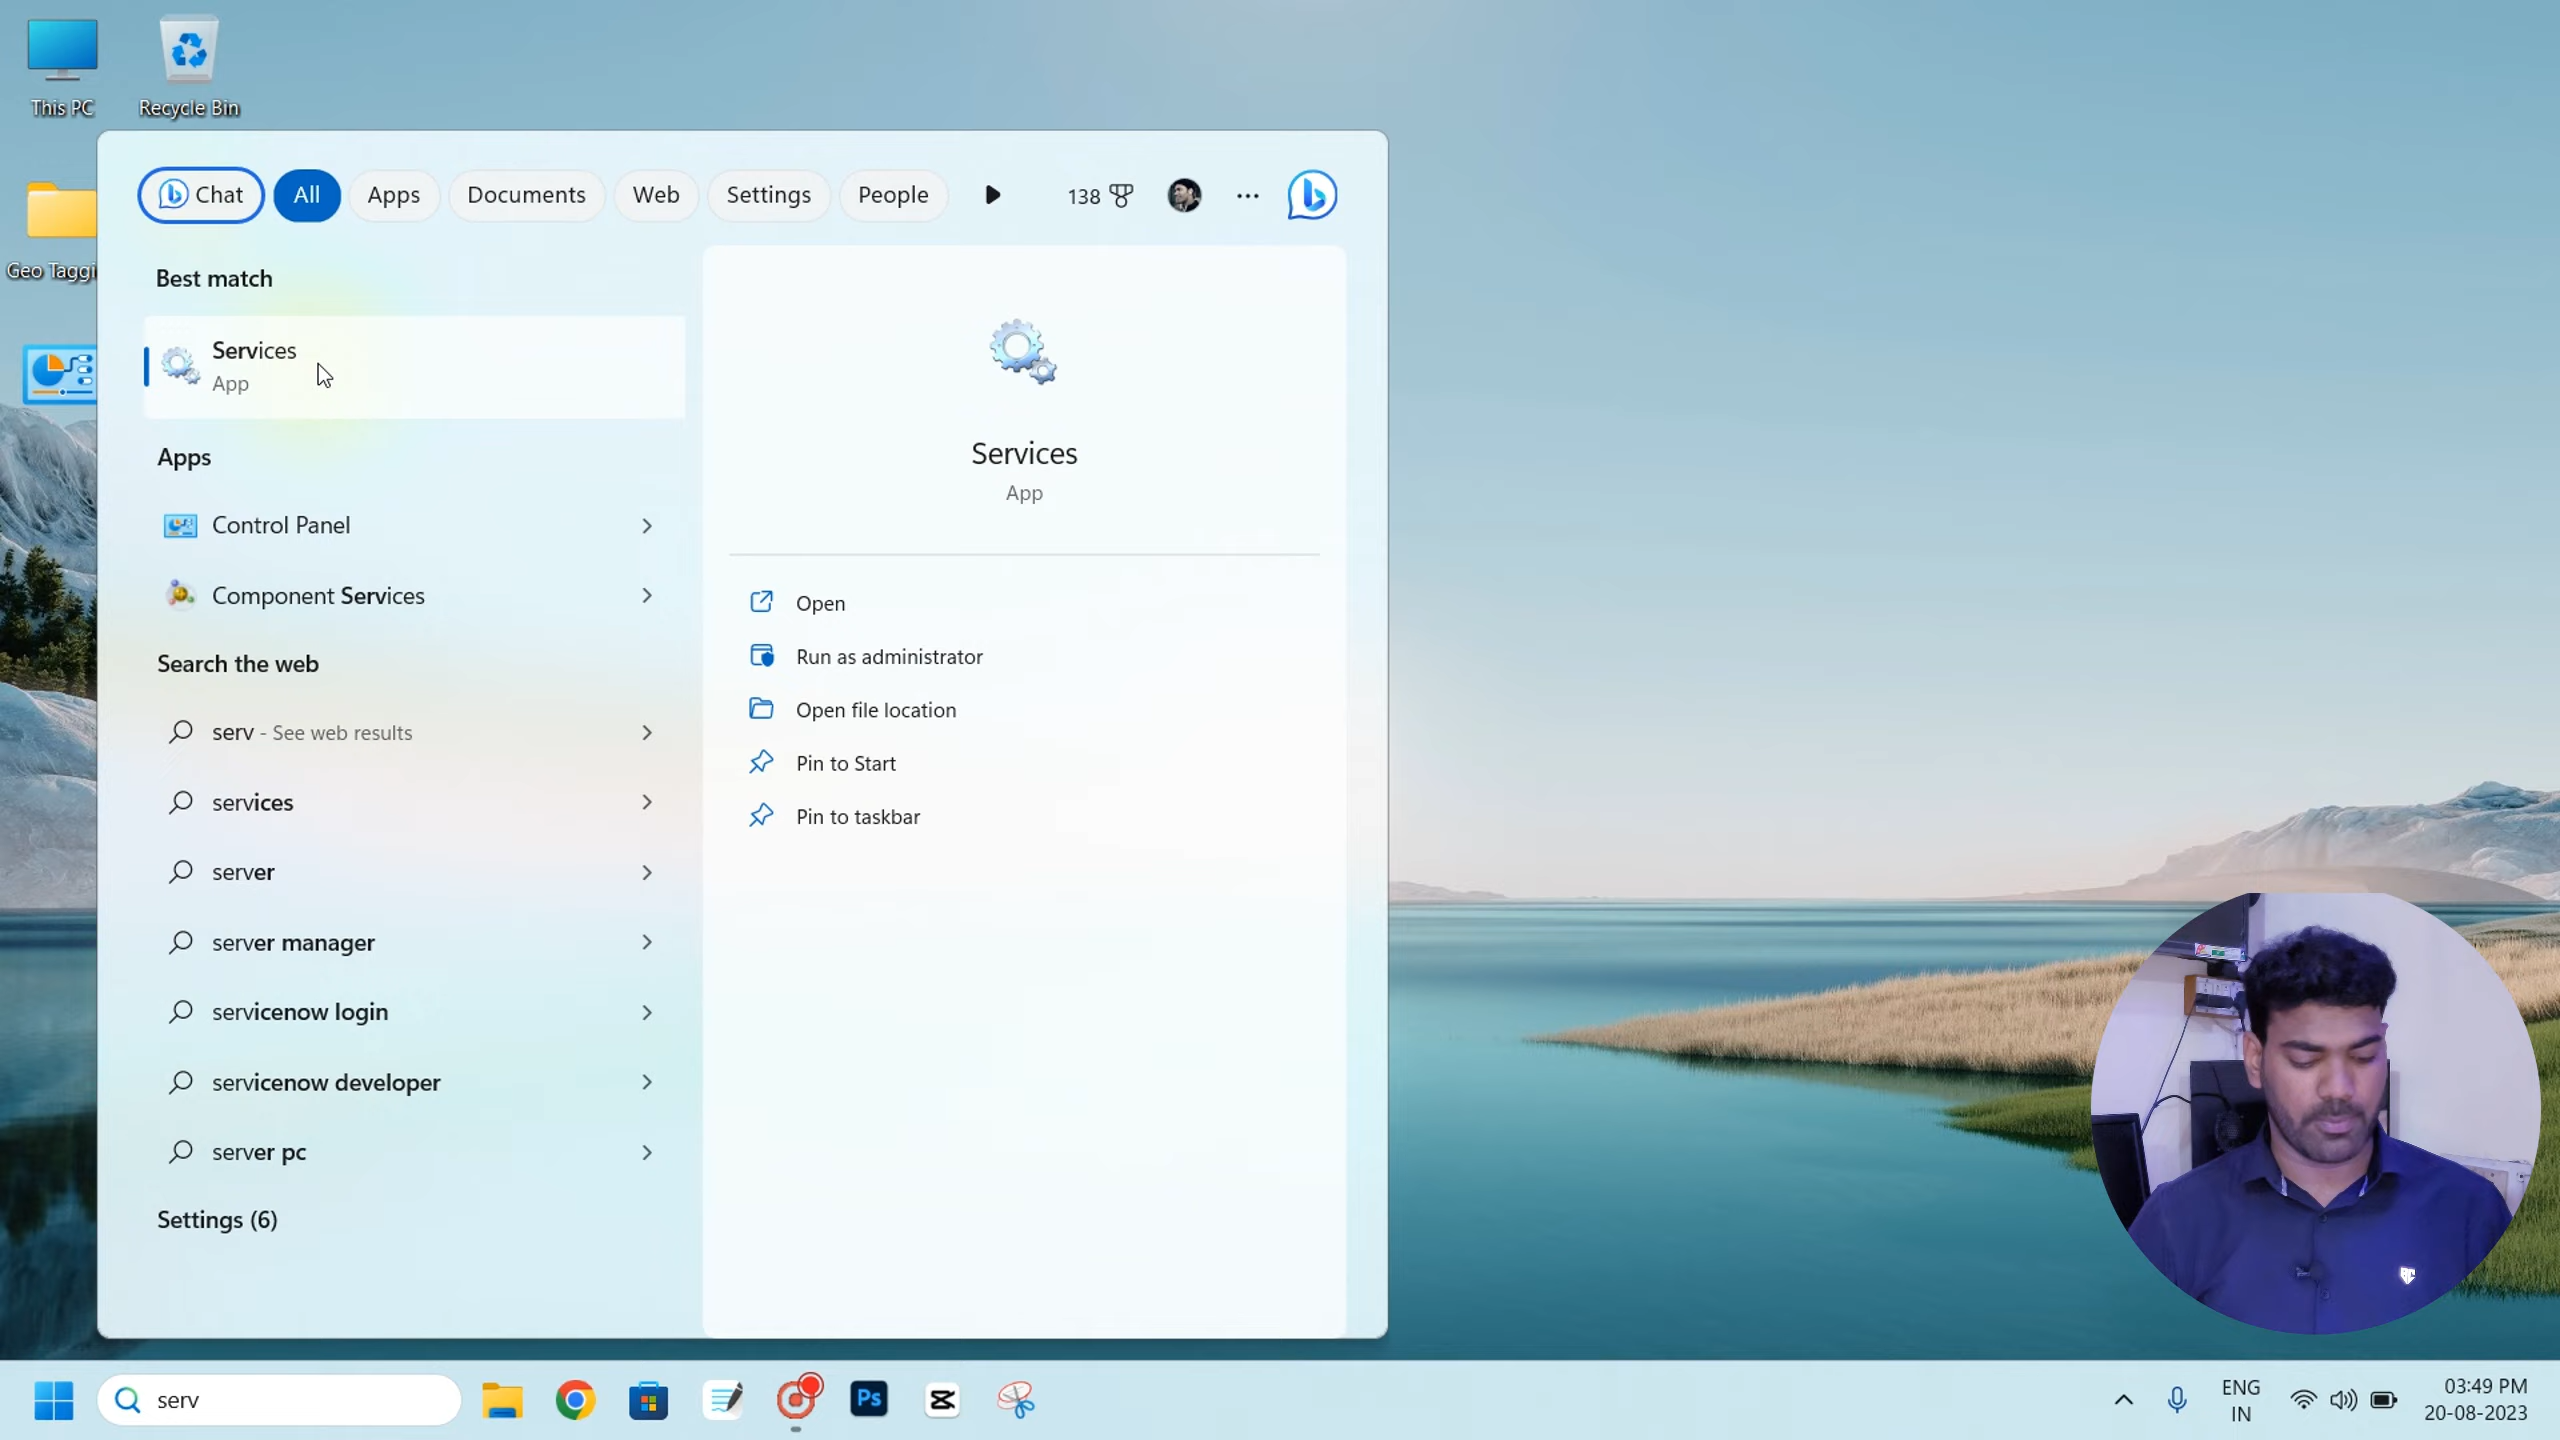 This PC
Recycle Bin
Geo Taggi
Chat
All
Apps
Documents
Web
Settings
People
138
Best match
Services
App
Apps
Control Panel
Component Services
Search the web
serv - See web results
services
server
server manager
servicenow login
servicenow developer
server pc
Settings (6)
Services
App
Open
Run as administrator
Open file location
Pin to Start
Pin to taskbar
serv
Ps
ENG
IN
03:49 PM
20-08-2023